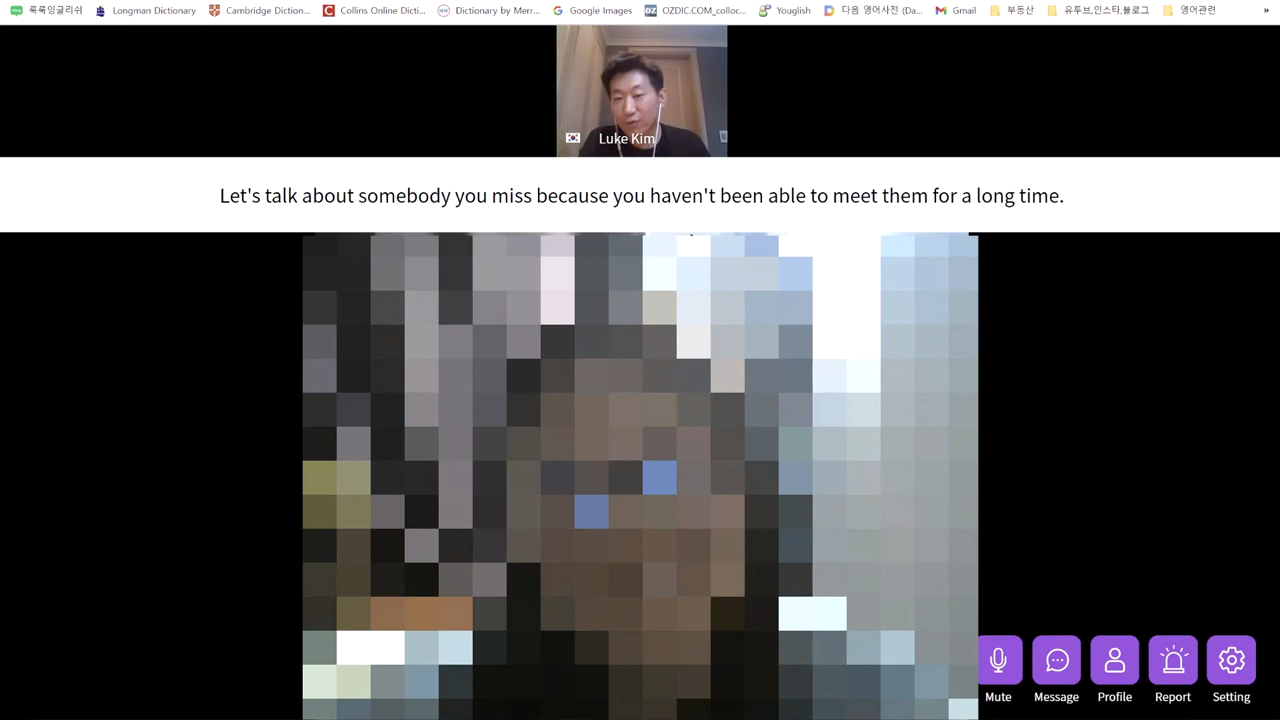 룩룩잉글리쉬 Longman Dictionary Cambridge Diction... Collins Online Dicti... Dictionary by Merr... Google Images OZ OZDIC.COM_colloc... Youglish 다음 영어사전 (Da... Gmail 부동산 유투브,인스타,블로그 영어관련 »
Luke Kim
Let's talk about somebody you miss because you haven't been able to meet them for a long time.
Mute Message Profile Report Setting